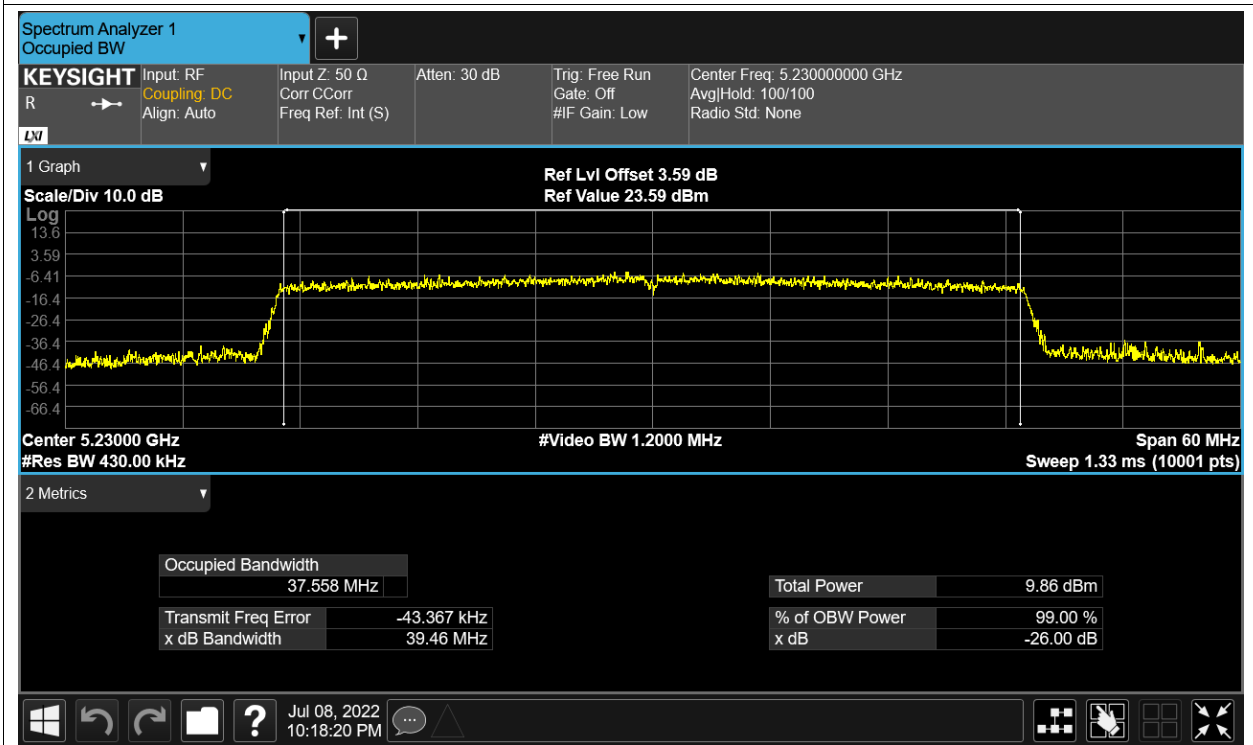 Spectrum Analyzer 1
Occupied BW
KEYSIGHT Input: RF Input Z: 50 Ω Atten: 30 dB Trig: Free Run Center Freq: 5.230000000 GHz
R Coupling: DC Corr CCorr Gate: Off Avg|Hold: 100/100
Align: Auto Freq Ref: Int (S) #IF Gain: Low Radio Std: None
LXI
1 Graph
Ref Lvl Offset 3.59 dB
Scale/Div 10.0 dB Ref Value 23.59 dBm
Log
13.6
3.59
-6.41
-16.4
-26.4
-36.4
-46.4
-56.4
-66.4
Center 5.23000 GHz #Video BW 1.2000 MHz Span 60 MHz
#Res BW 430.00 kHz Sweep 1.33 ms (10001 pts)
2 Metrics
Occupied Bandwidth
37.558 MHz Total Power 9.86 dBm
Transmit Freq Error -43.367 kHz % of OBW Power 99.00 %
x dB Bandwidth 39.46 MHz x dB -26.00 dB
? Jul 08, 2022
10:18:20 PM